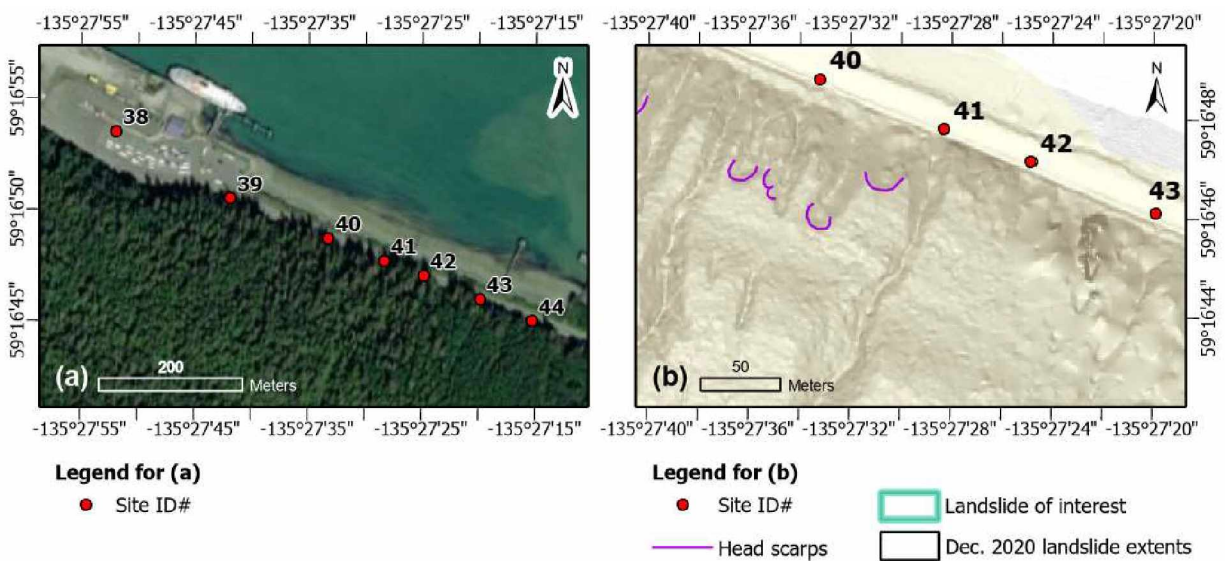 -135°27'55" -135°27'45" -135°27'35" -135°27'25" -135°27'15"
-135°27'40" -135°27'36" -135°27'32" -135°27'28" -135°27'24" -135°27'20"
59°16'55"
59°16'50"
59°16'45"
N
38
39
40
41
42
43
44
(a)
200
Meters
-135°27'55" -135°27'45" -135°27'35" -135°27'25" -135°27'15"
N
40
41
42
43
59°16'48"
59°16'46"
59°16'44"
(b)
50
Meters
-135°27'40" -135°27'36" -135°27'32" -135°27'28" -135°27'24" -135°27'20"
Legend for (a)
Site ID#
Legend for (b)
Site ID#
Landslide of interest
Head scarps
Dec. 2020 landslide extents